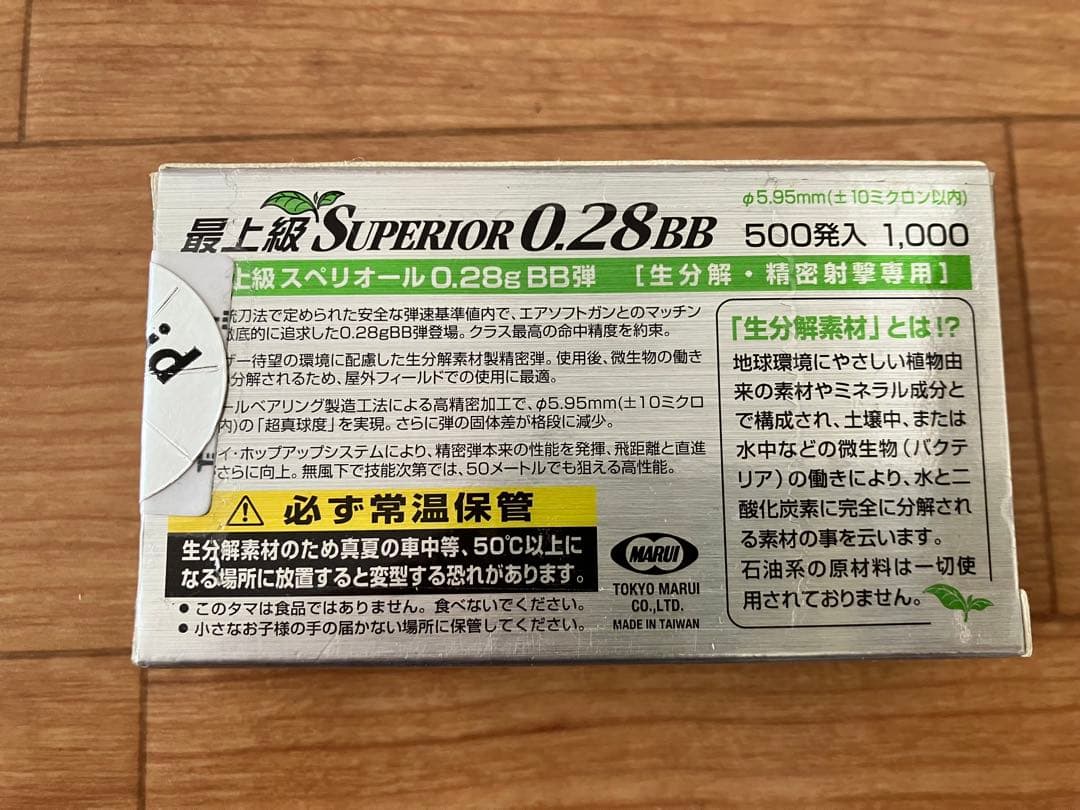 φ5.95mm(±10ミクロン以内)
最上級 SUPERIOR 0.28BB 500発入 1,000
上級 スペリオール0.28g BB弾 [生分解・精密射撃専用]
銃刀法で定められた安全な弾速基準値内で、エアソフトガンとのマッチン
徹底的に追求した0.28gBB弾登場。クラス最高の命中精度を約束。
ザー待望の環境に配慮した生分解素材製精密弾。使用後、微生物の働き
分解されるため、屋外フィールドでの使用に最適。
ールベアリング製造工法による高精密加工で、φ5.95mm(±10ミクロ
内)の「超真球度」を実現。さらに弾の固体差が格段に減少。
イ・ホップアップシステムにより、精密弾本来の性能を発揮、飛距離と直進
さらに向上。無風下で技能次第では、50メートルでも狙える高性能。
必ず常温保管
生分解素材のため真夏の車中等、50℃以上に
なる場所に放置すると変型する恐れがあります。
● このタマは食品ではありません。食べないでください。
● 小さなお子様の手の届かない場所に保管してください。
MARUI
TOKYO MARUI
CO.,LTD.
MADE IN TAIWAN
「生分解素材」とは!?
地球環境にやさしい植物由
来の素材やミネラル成分と
で構成され、土壌中、または
水中などの微生物(バクテ
リア)の働きにより、水と二
酸化炭素に完全に分解され
る素材の事を云います。
石油系の原材料は一切使
用されておりません。